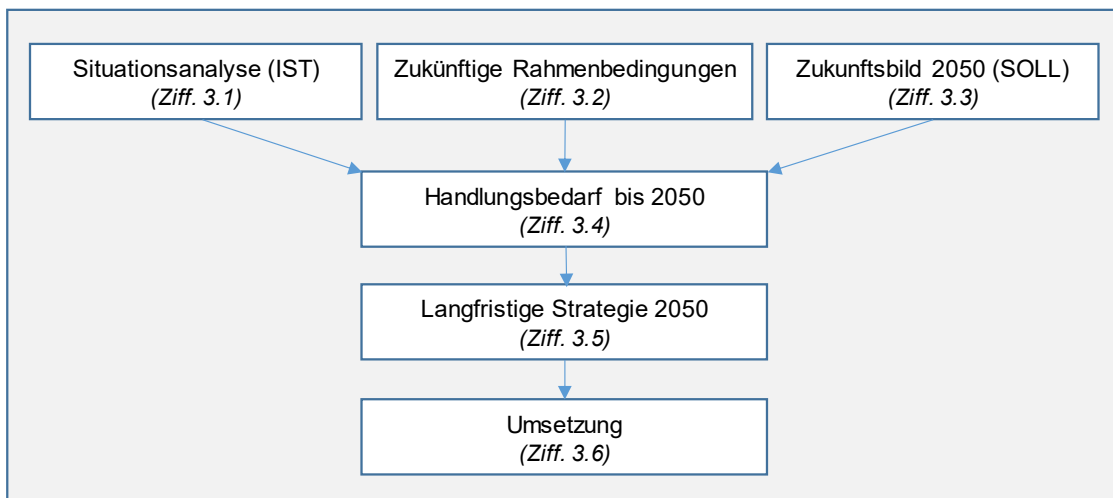 Situationsanalyse (IST)
(Ziff. 3.1)
Zukünftige Rahmenbedingungen
(Ziff. 3.2)
Zukunftsbild 2050 (SOLL)
(Ziff. 3.3)
Handlungsbedarf bis 2050
(Ziff. 3.4)
Langfristige Strategie 2050
(Ziff. 3.5)
Umsetzung
(Ziff. 3.6)